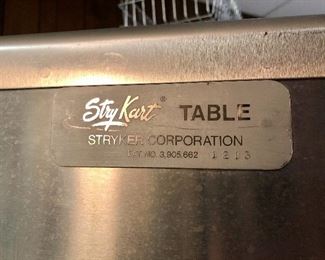 StryKart® TABLE
STRYKER CORPORATION
PAT. NO. 3,905,662 1213